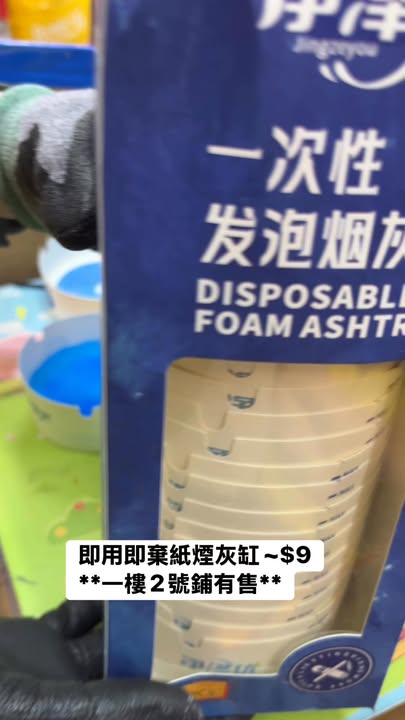 Jingzeyou
一次性
发泡烟灰
DISPOSABL
FOAM ASHTR
即用即棄紙煙灰缸~$9
**一樓2號鋪有售**